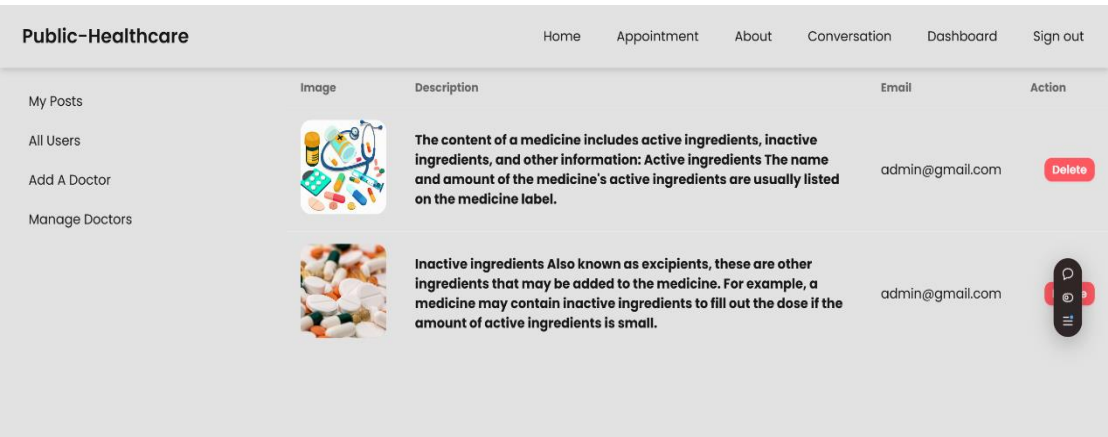 Public-Healthcare
Home Appointment About Conversation Dashboard Sign out
My Posts
All Users
Add A Doctor
Manage Doctors
Image Description Email Action
The content of a medicine includes active ingredients, inactive
ingredients, and other information: Active ingredients The name
and amount of the medicine's active ingredients are usually listed
on the medicine label.
admin@gmail.com
Delete
Inactive ingredients Also known as excipients, these are other
ingredients that may be added to the medicine. For example, a
medicine may contain inactive ingredients to fill out the dose if the
amount of active ingredients is small.
admin@gmail.com